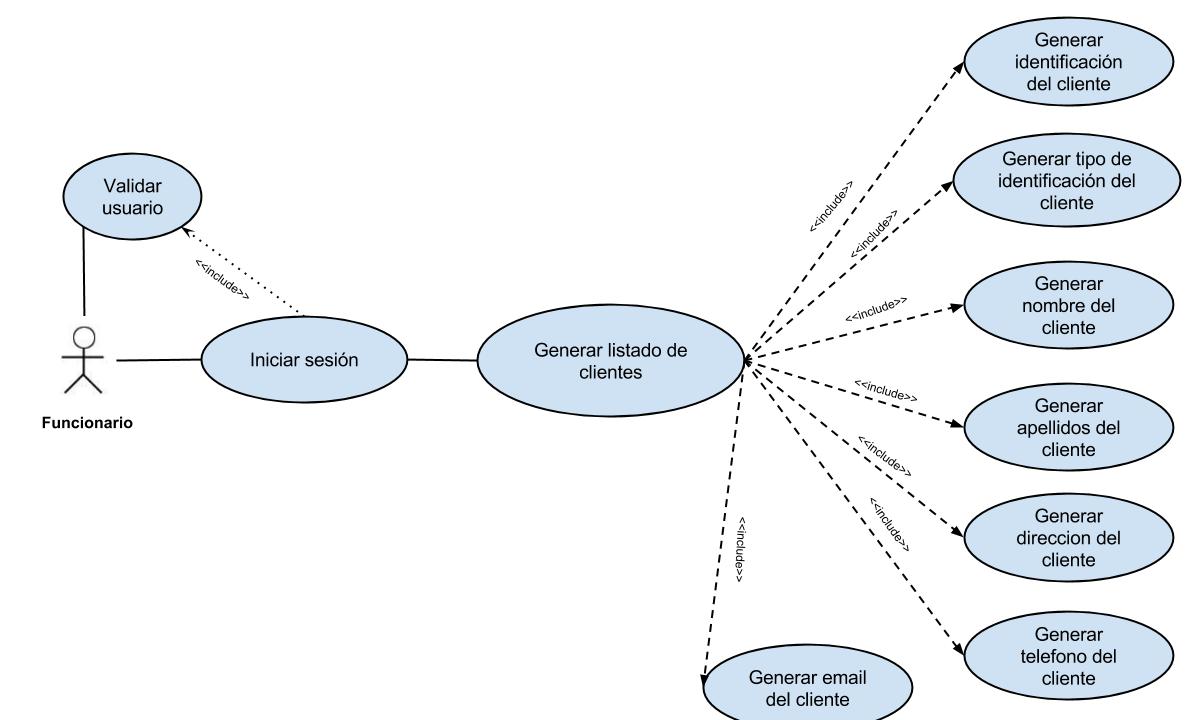 Generar
identificación
del cliente
Generar tipo de
identificación del
cliente
Validar
usuario
<<include>>
<<include>>
<<include>>
Generar
nombre del
cliente
<<include>>
Iniciar sesión
Generar listado de
clientes
Funcionario
<<include>>
Generar
apellidos del
cliente
<<include>>
Generar
direccion del
cliente
<<include>>
<<include>>
Generar
telefono del
cliente
Generar email
del cliente